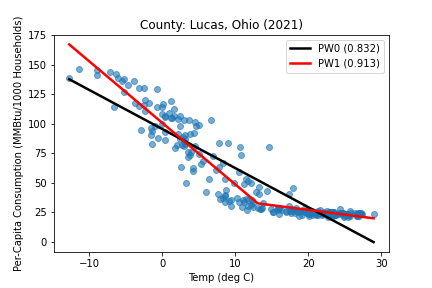 County: Lucas, Ohio (2021)
Per-Capita Consumption (MMBtu/1000 Households)
175
150
125
100
75
50
25
0
PW0 (0.832)
PW1 (0.913)
−10
0
10
20
30
Temp (deg C)